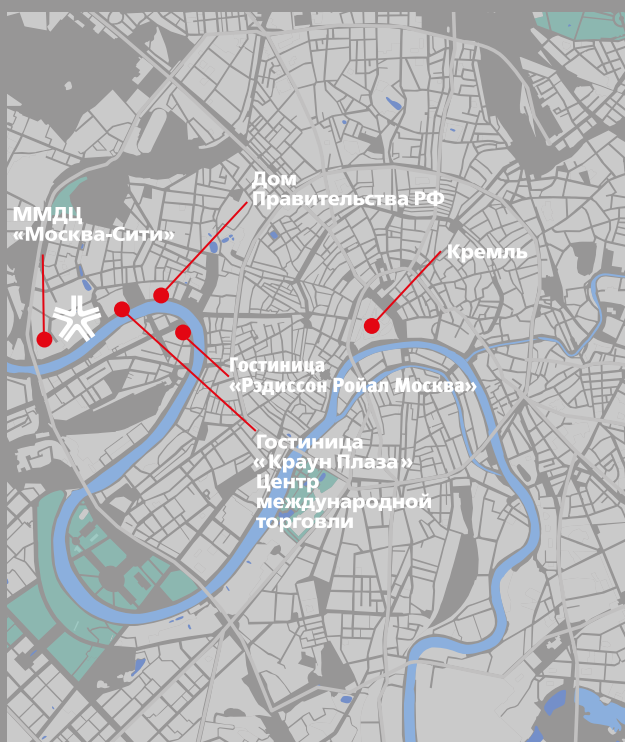 Дом
Правительства РФ
ММДЦ
«Москва-Сити»
Кремль
Гостиница
«Рэдиссон Ройал Москва»
Гостиница
«Краун Плаза»
Центр
международной
торговли